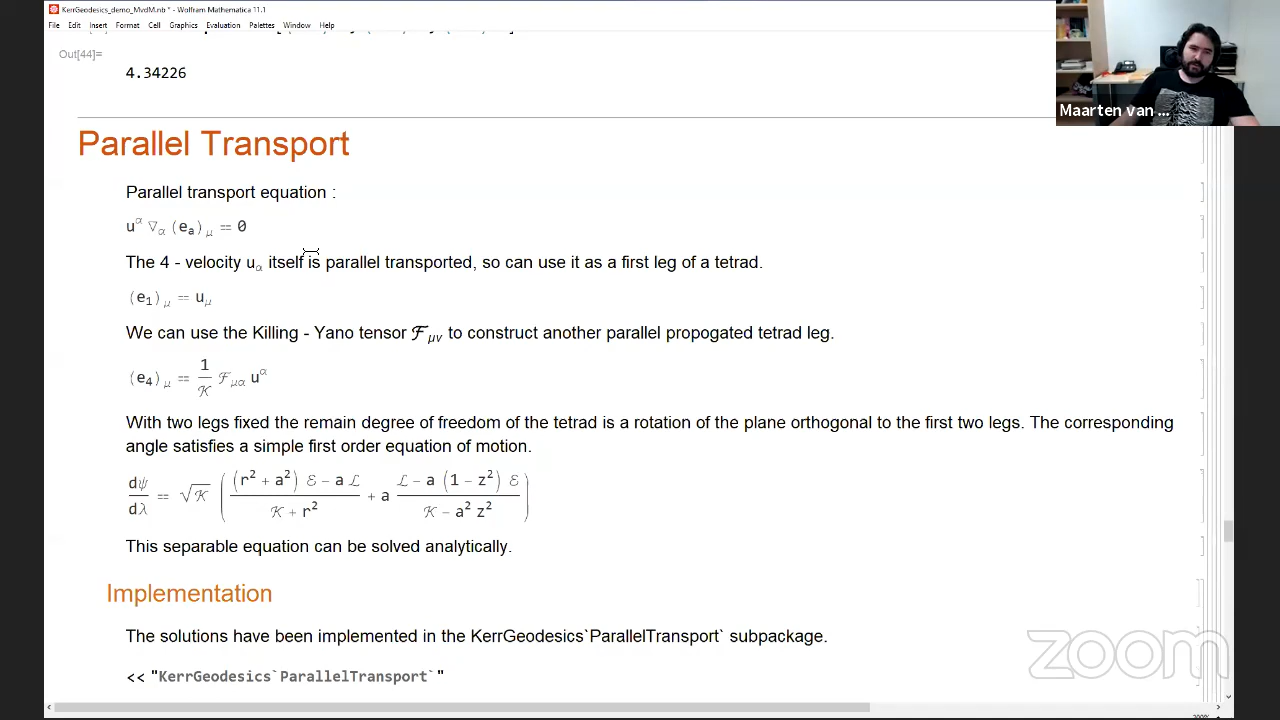 KerrGeodesics_demo_MvdM.nb * - Wolfram Mathematica 11.1
File Edit Insert Format Cell Graphics Evaluation Palettes Window Help
Out[44]=
4.34226
Maarten van ...
Parallel Transport
Parallel transport equation :
u^α ∇_α (e_a)_μ == 0
The 4 - velocity u_α itself is parallel transported, so can use it as a first leg of a tetrad.
(e_1)_μ == u_μ
We can use the Killing - Yano tensor ℱ_μν to construct another parallel propogated tetrad leg.
(e_4)_μ == 1/𝒦 ℱ_μα u^α
With two legs fixed the remain degree of freedom of the tetrad is a rotation of the plane orthogonal to the first two legs. The corresponding
angle satisfies a simple first order equation of motion.
dψ/dλ == √𝒦 ( ((r² + a²) ℰ - a ℒ)/(𝒦 + r²) + a (ℒ - a (1 - z²) ℰ)/(𝒦 - a² z²) )
This separable equation can be solved analytically.
Implementation
The solutions have been implemented in the KerrGeodesics`ParallelTransport` subpackage.
<< "KerrGeodesics`ParallelTransport`"
zoom